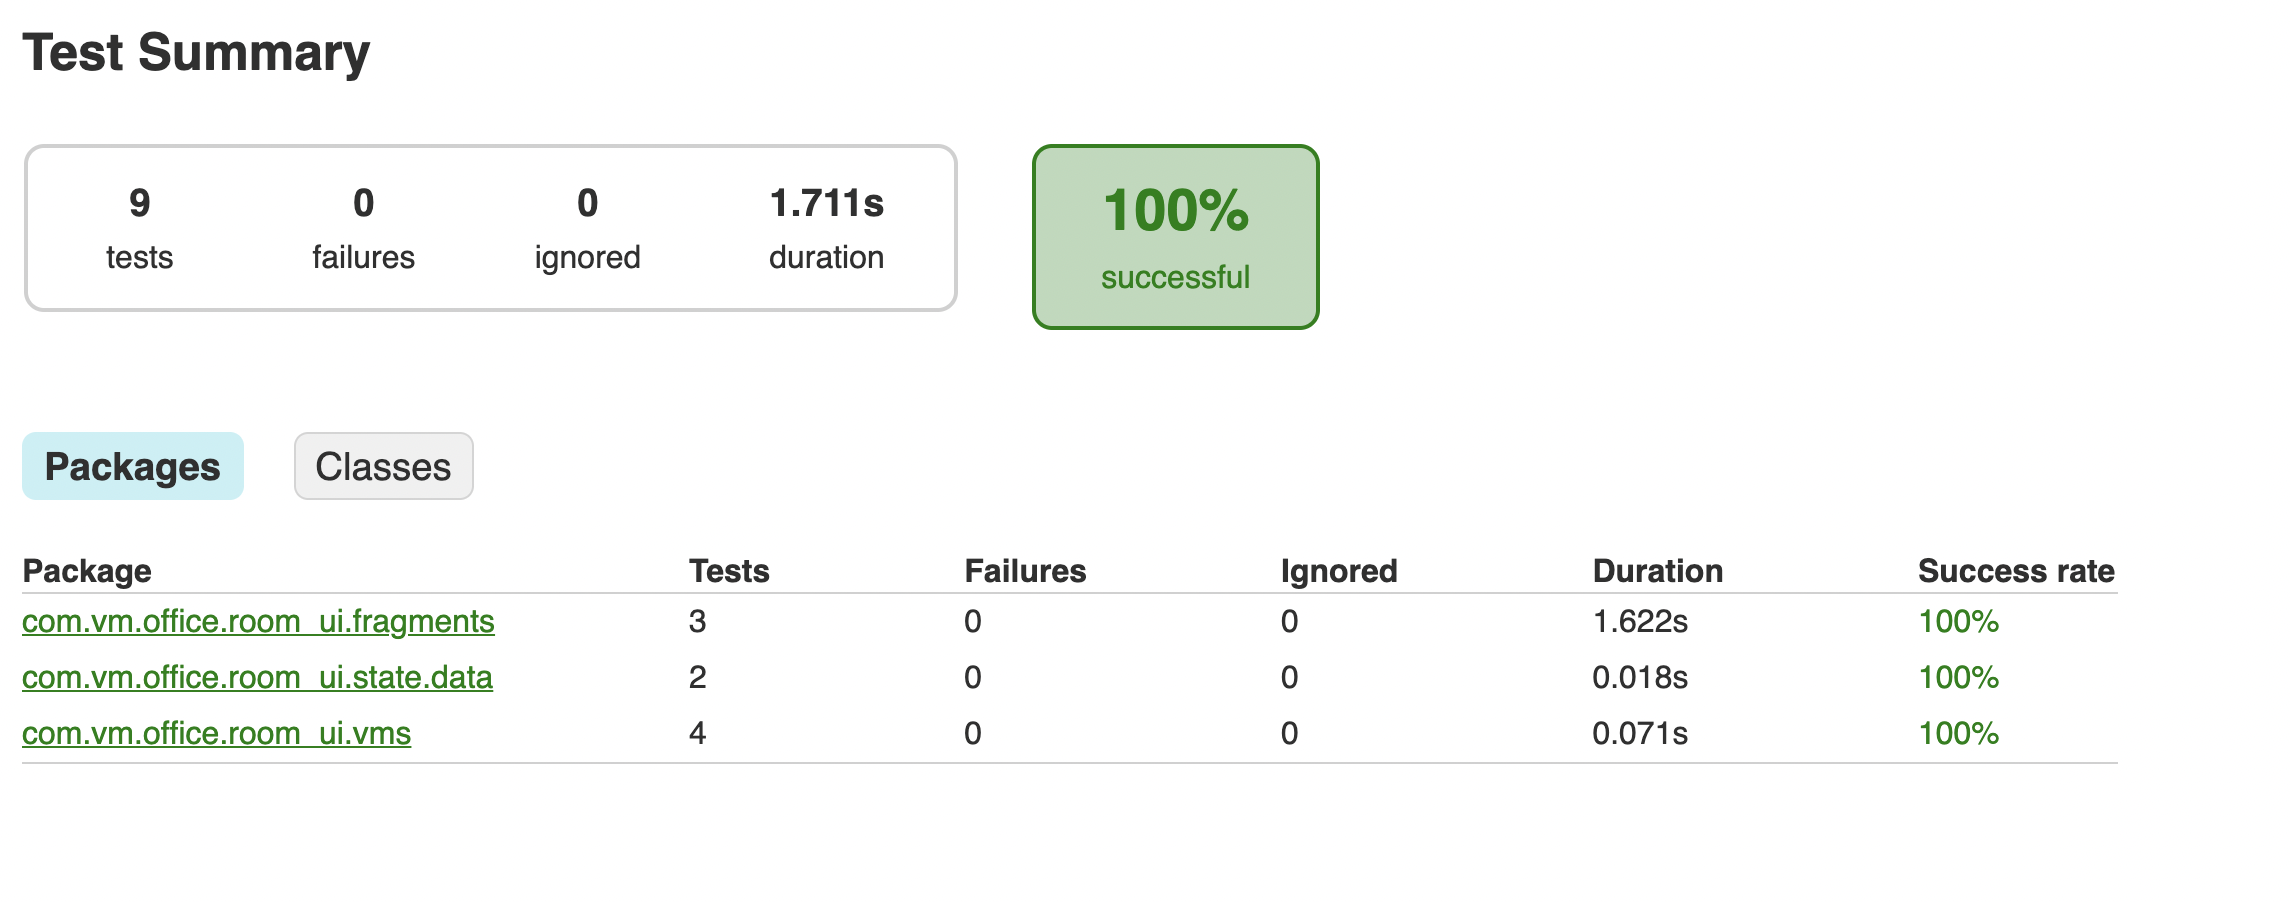 Test Summary
9 0 0 1.711s
tests failures ignored duration
100%
successful
Packages Classes
Package Tests Failures Ignored Duration Success rate
com.vm.office.room_ui.fragments 3 0 0 1.622s 100%
com.vm.office.room_ui.state.data 2 0 0 0.018s 100%
com.vm.office.room_ui.vms 4 0 0 0.071s 100%